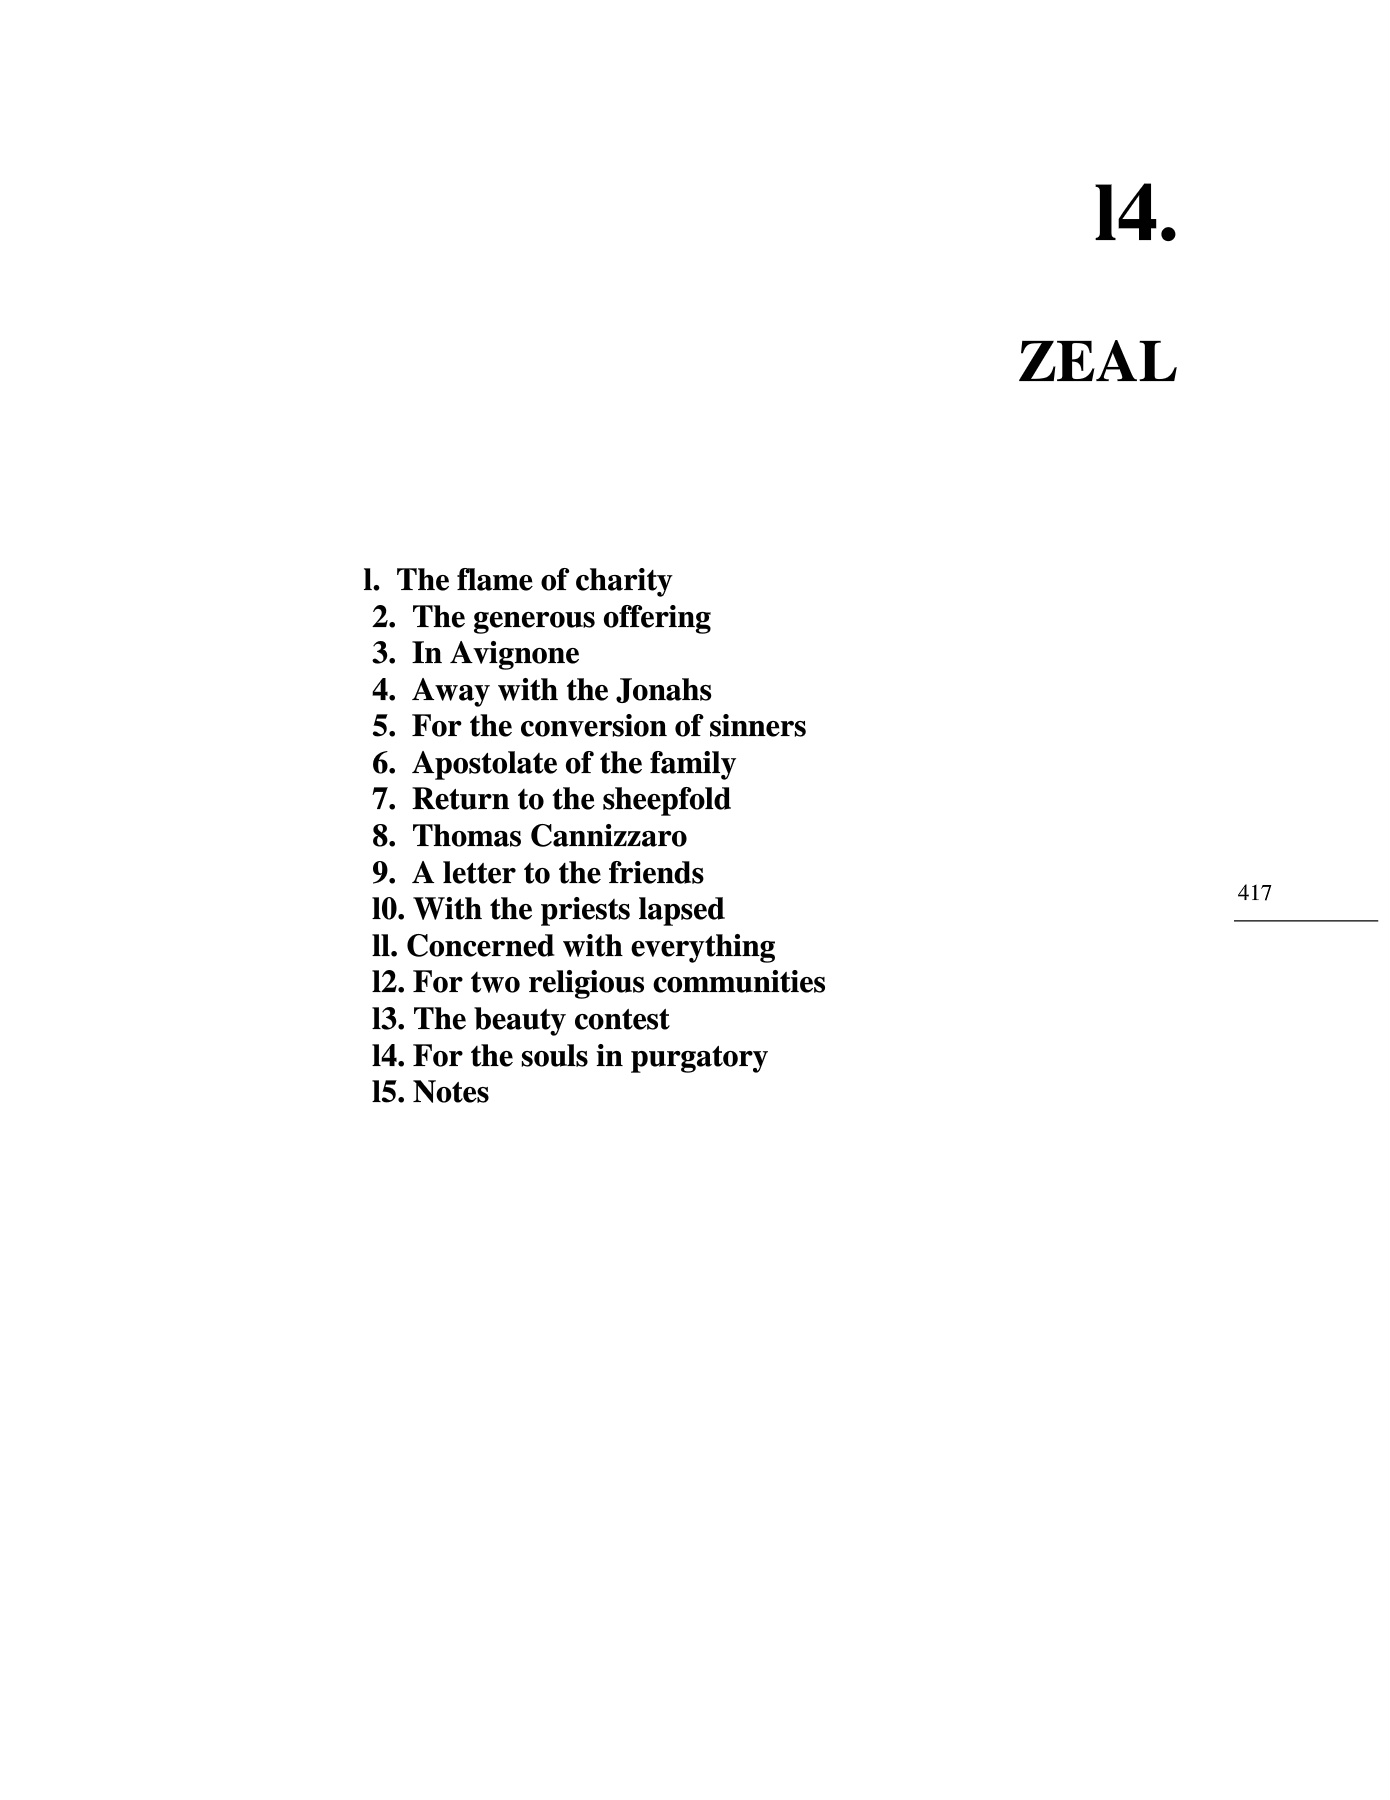 l4.
ZEAL
l. The flame of charity
2. The generous offering
3. In Avignone
4. Away with the Jonahs
5. For the conversion of sinners
6. Apostolate of the family
7. Return to the sheepfold
8. Thomas Cannizzaro
9. A letter to the friends
l0. With the priests lapsed
ll. Concerned with everything
l2. For two religious communities
l3. The beauty contest
l4. For the souls in purgatory
l5. Notes
417